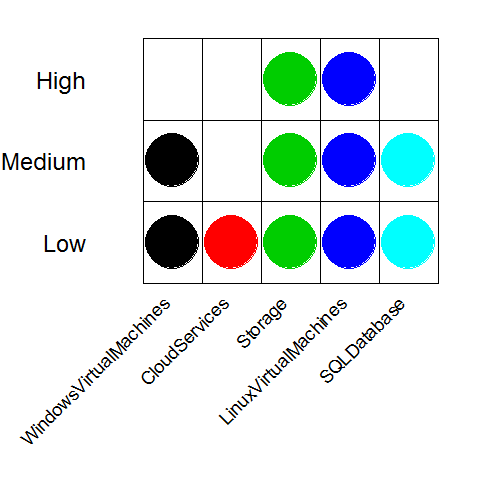 High
Medium
Low
WindowsVirtualMachines
CloudServices
Storage
LinuxVirtualMachines
SQLDatabase